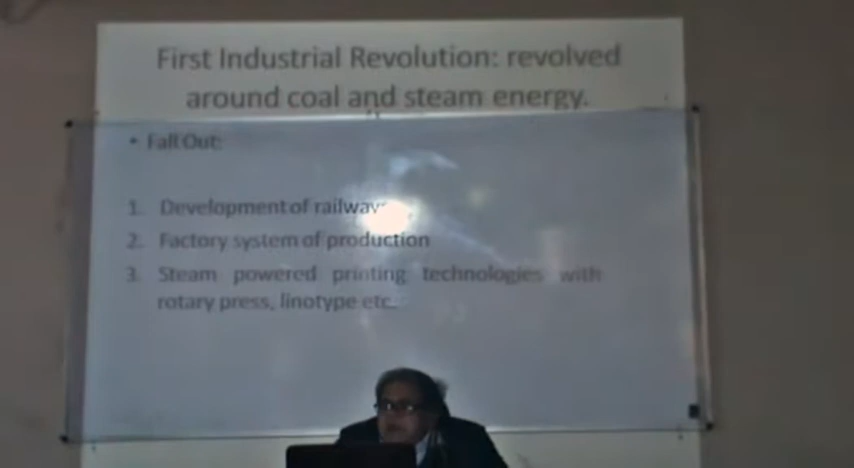 First Industrial Revolution: revolved
around coal and steam energy.
• Fall Out:
1. Development of railways
2. Factory system of production
3. Steam powered printing technologies with
rotary press, linotype etc.